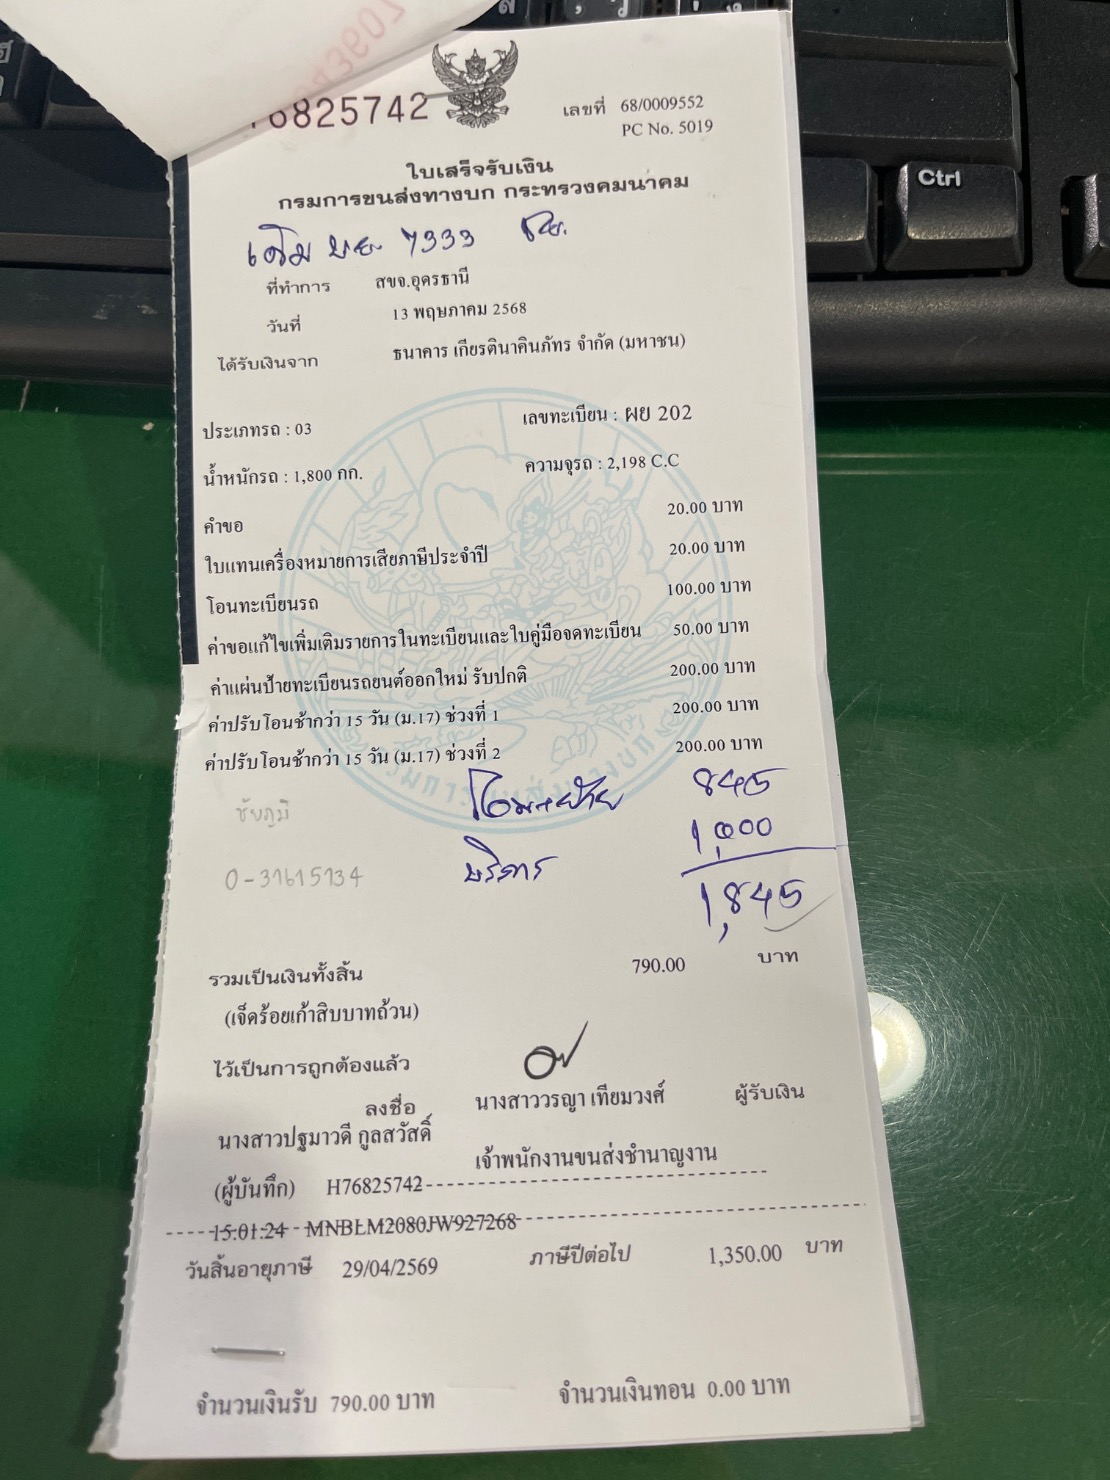 6825742
เลขที่ 68/0009552
PC No. 5019
ใบเสร็จรับเงิน
กรมการขนส่งทางบก กระทรวงคมนาคม
เดิม ขย 7333 ชย.
ที่ทำการ สขจ.อุดรธานี
วันที่ 13 พฤษภาคม 2568
ได้รับเงินจาก ธนาคาร เกียรตินาคินภัทร จำกัด (มหาชน)
ประเภทรถ : 03 เลขทะเบียน : ผย 202
น้ำหนักรถ : 1,800 กก. ความจุรถ : 2,198 C.C
คำขอ 20.00 บาท
ใบแทนเครื่องหมายการเสียภาษีประจำปี 20.00 บาท
โอนทะเบียนรถ 100.00 บาท
ค่าขอแก้ไขเพิ่มเติมรายการในทะเบียนและใบคู่มือจดทะเบียน 50.00 บาท
ค่าแผ่นป้ายทะเบียนรถยนต์ออกใหม่ รับปกติ 200.00 บาท
ค่าปรับโอนช้ากว่า 15 วัน (ม.17) ช่วงที่ 1 200.00 บาท
ค่าปรับโอนช้ากว่า 15 วัน (ม.17) ช่วงที่ 2 200.00 บาท
ชัยภูมิ 845
บริการ 1,000
0-31615134 1,845
รวมเป็นเงินทั้งสิ้น 790.00 บาท
(เจ็ดร้อยเก้าสิบบาทถ้วน)
ไว้เป็นการถูกต้องแล้ว
ลงชื่อ นางสาววรญา เทียมวงศ์ ผู้รับเงิน
นางสาวปฐมาวดี กูลสวัสดิ์
เจ้าพนักงานขนส่งชำนาญงาน
(ผู้บันทึก) H76825742
15:01:24 MNBLM2080JW927268
วันสิ้นอายุภาษี 29/04/2569 ภาษีปีต่อไป 1,350.00 บาท
จำนวนเงินรับ 790.00 บาท จำนวนเงินทอน 0.00 บาท
Ctrl